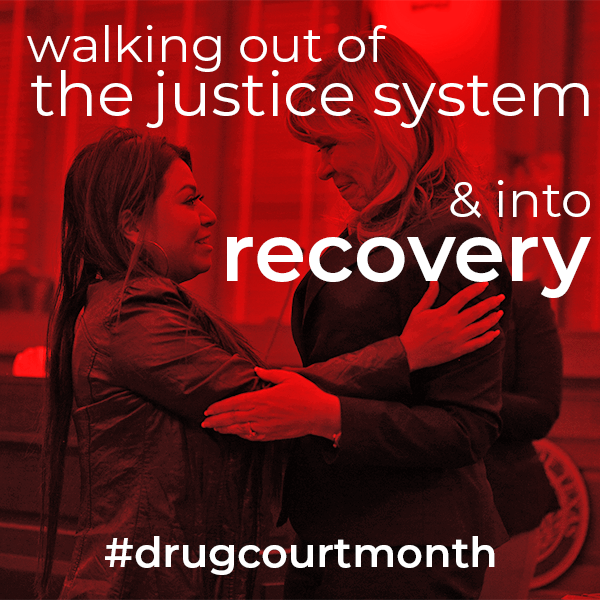 walking out of
the justice system
& into
recovery
#drugcourtmonth